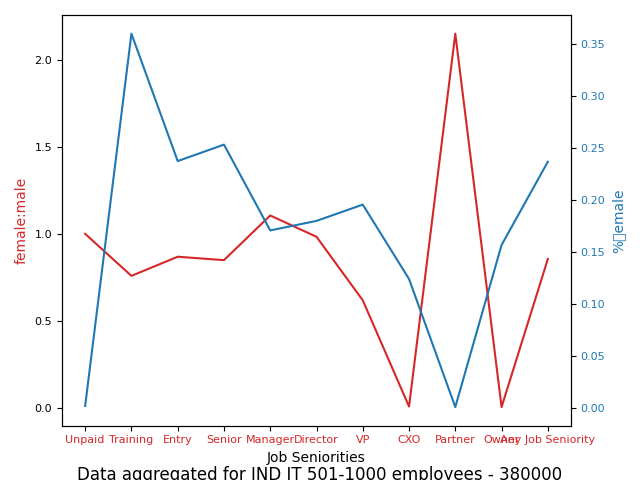 2.0
1.5
1.0
0.5
0.0
female:male
0.35
0.30
0.25
0.20
0.15
0.10
0.05
0.00
%▯emale
Unpaid Training Entry Senior Manager Director VP CXO Partner Owner Any Job Seniority
Job Seniorities
Data aggregated for IND IT 501-1000 employees - 380000